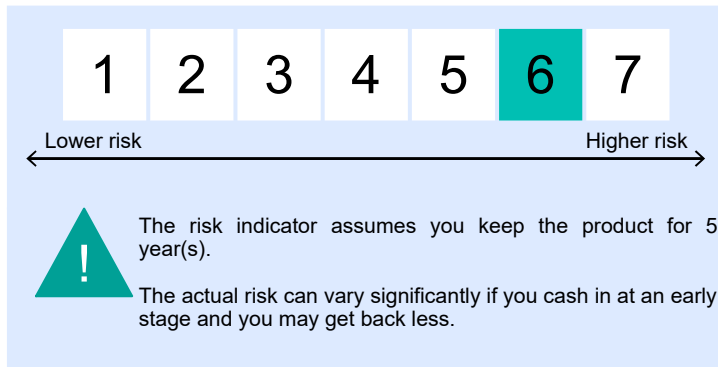 1 2 3 4 5 6 7
Lower risk Higher risk
The risk indicator assumes you keep the product for 5
year(s).
!
The actual risk can vary significantly if you cash in at an early
stage and you may get back less.